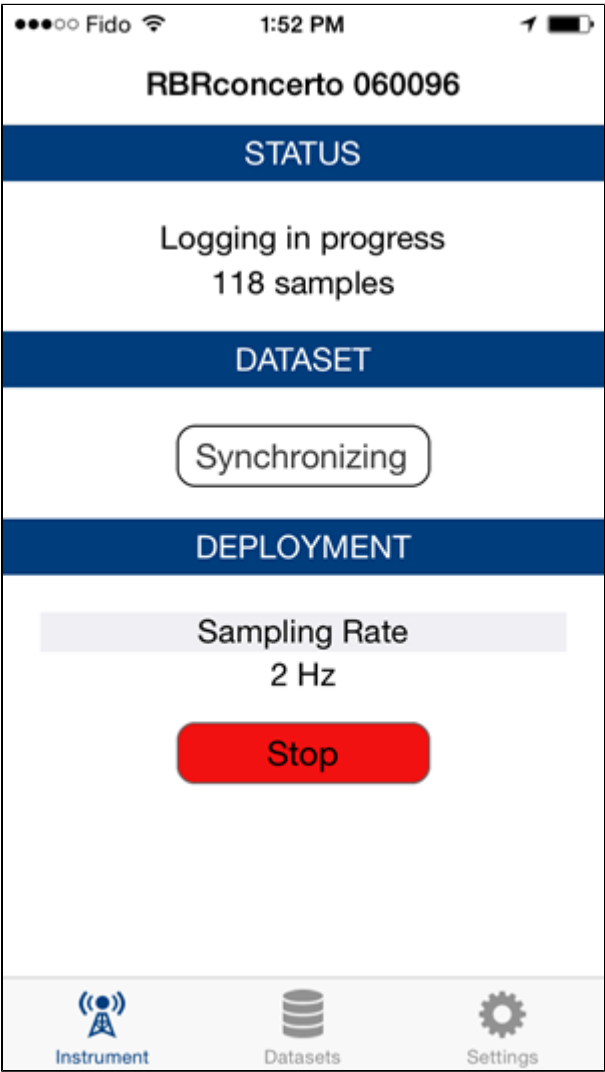 Fido 1:52 PM
RBRconcerto 060096
STATUS
Logging in progress
118 samples
DATASET
Synchronizing
DEPLOYMENT
Sampling Rate
2 Hz
Stop
Instrument Datasets Settings